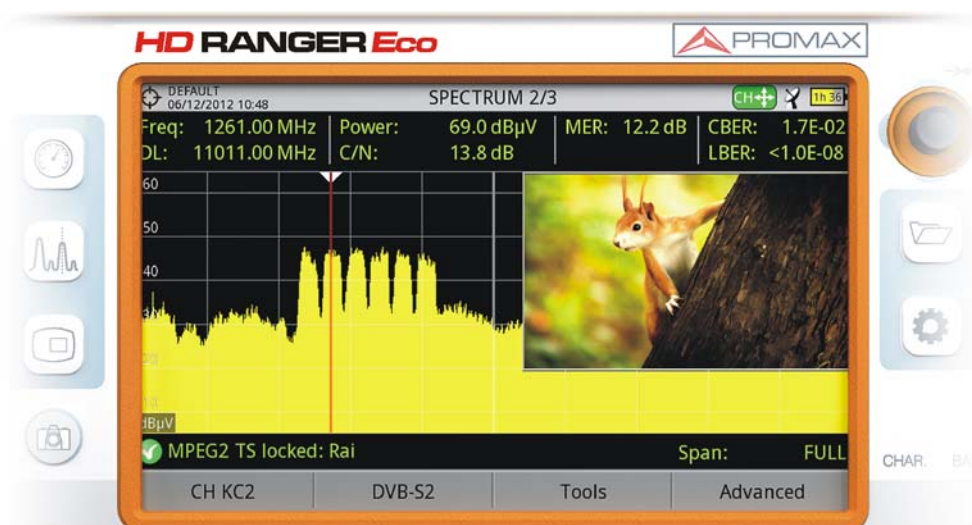 HD RANGER Eco
PROMAX
DEFAULT
06/12/2012 10:48
SPECTRUM 2/3
CH
1h 36
Freq: 1261.00 MHz
Power: 69.0 dBµV
MER: 12.2 dB
CBER: 1.7E-02
DL: 11011.00 MHz
C/N: 13.8 dB
LBER: <1.0E-08
60
50
40
dBµV
MPEG2 TS locked: Rai
Span: FULL
CHAR.
CH KC2
DVB-S2
Tools
Advanced